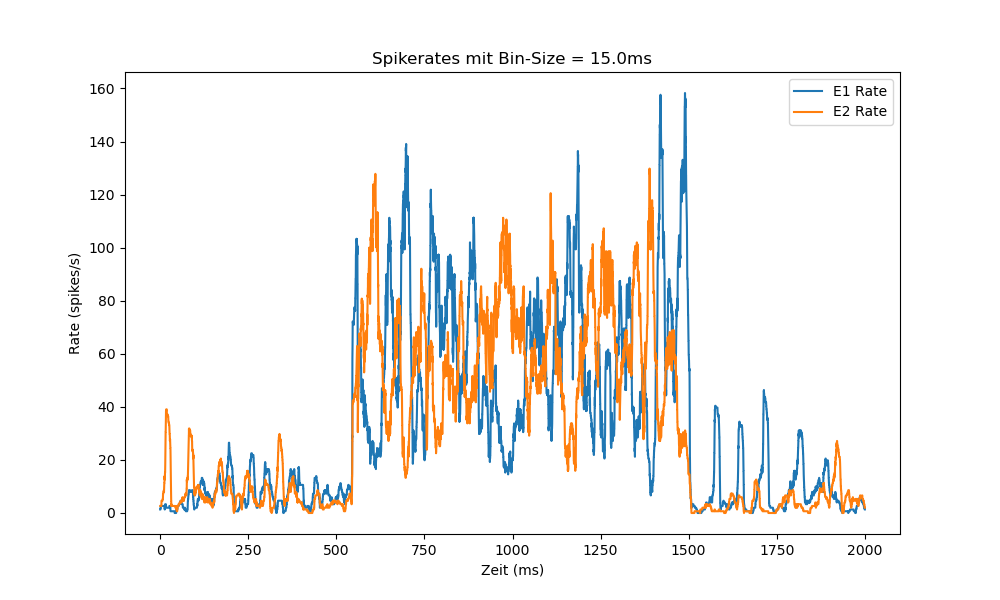 Spikerates mit Bin-Size = 15.0ms
E1 Rate
E2 Rate
Rate (spikes/s)
160
140
120
100
80
60
40
20
0
0 250 500 750 1000 1250 1500 1750 2000
Zeit (ms)